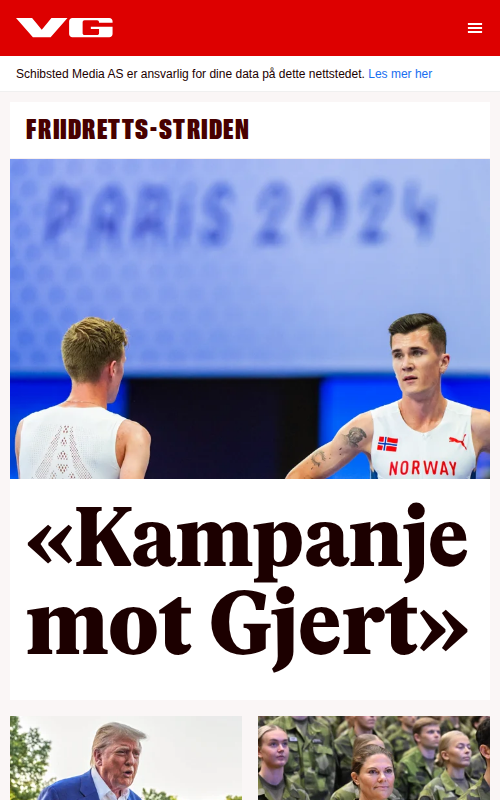 VG
Schibsted Media AS er ansvarlig for dine data på dette nettstedet. Les mer her
FRIIDRETTS-STRIDEN
PARIS 2024
NORWAY
«Kampanje
mot Gjert»